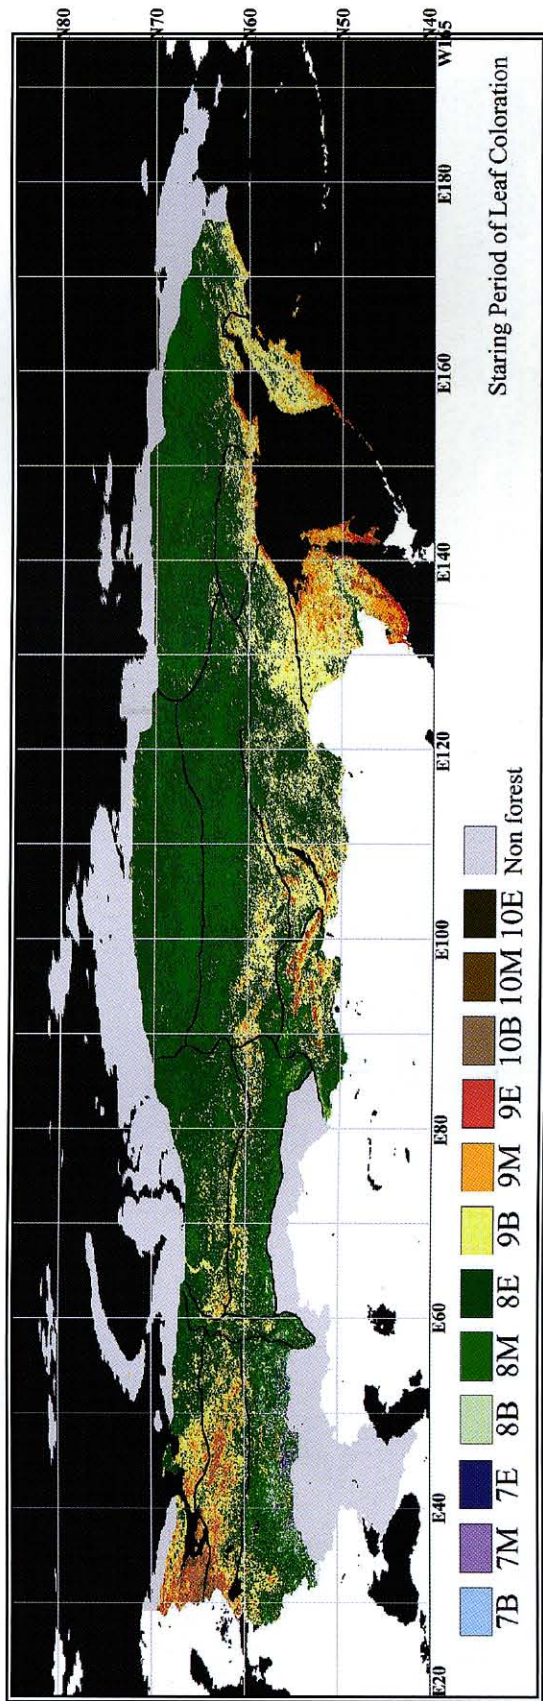 N80
N70
N60
N50
N40
E20
E40
E60
E80
E100
E120
E140
E160
E180
W165
7B 7M 7E 8B 8M 8E 9B 9M 9E 10B 10M 10E Non forest
Staring Period of Leaf Coloration